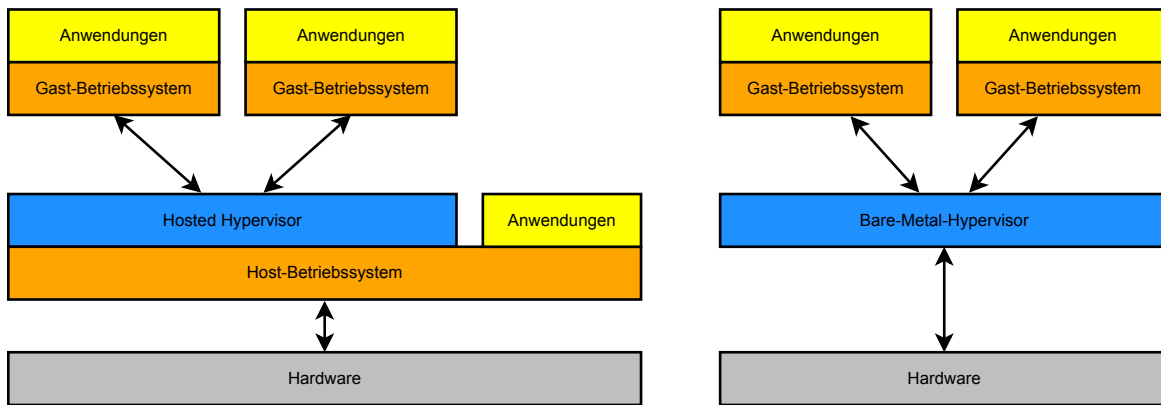 Anwendungen
Gast-Betriebssystem
Anwendungen
Gast-Betriebssystem
Hosted Hypervisor
Anwendungen
Host-Betriebssystem
Hardware
Anwendungen
Gast-Betriebssystem
Anwendungen
Gast-Betriebssystem
Bare-Metal-Hypervisor
Hardware